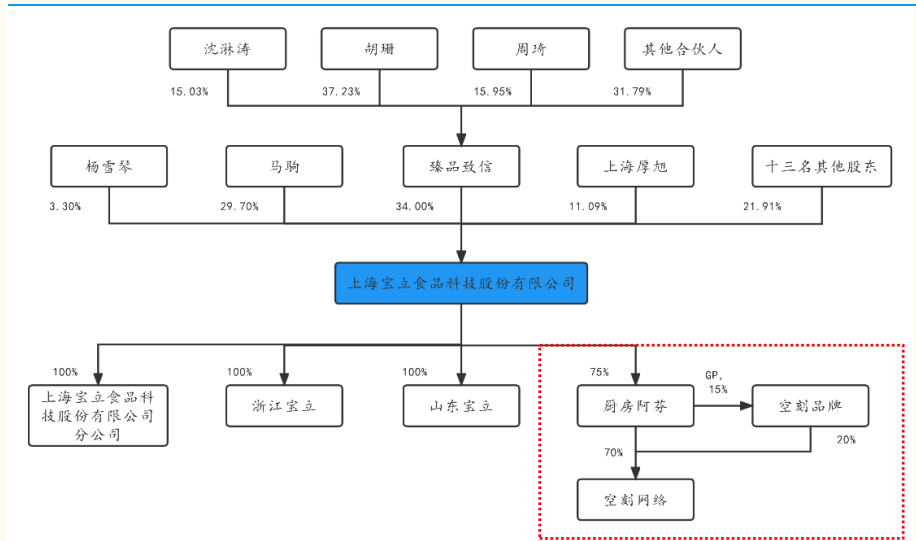 沈淋涛
胡珊
周琦
其他合伙人
15.03%
37.23%
15.95%
31.79%
杨雪琴
马驹
臻品致信
上海厚旭
十三名其他股东
3.30%
29.70%
34.00%
11.09%
21.91%
上海宝立食品科技股份有限公司
100%
100%
100%
75%
GP,
15%
上海宝立食品科
技股份有限公司
分公司
浙江宝立
山东宝立
厨房阿芬
空刻品牌
70%
20%
空刻网络